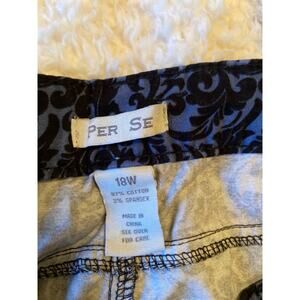 PER SE
18W
97% COTTON
3% SPANDEX
MADE IN
CHINA
SEE OVER
FOR CARE